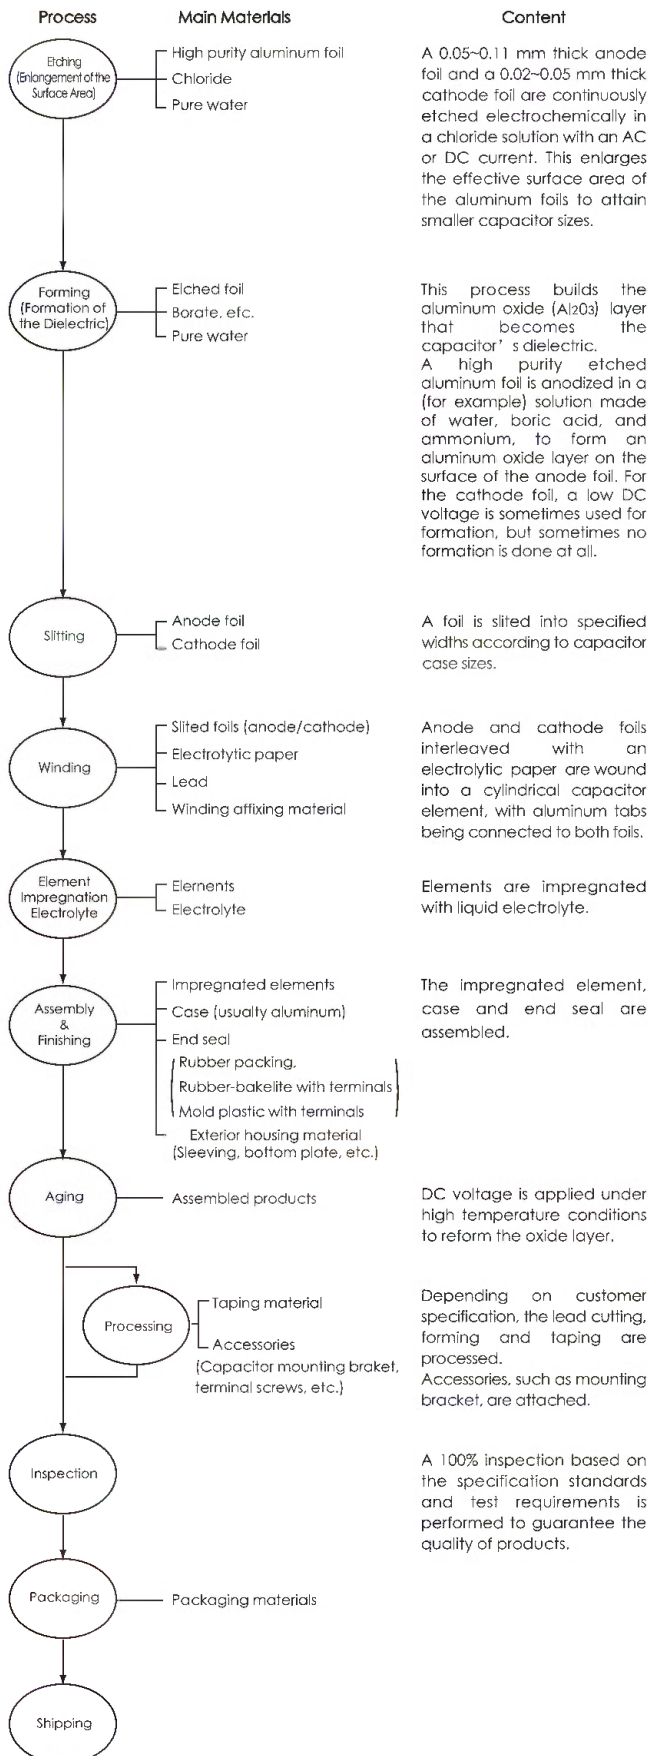 Process Main Materials Content
Etching
(Enlongement of the
Surface Area)
High purity aluminum foil
Chloride
Pure water
A 0.05~0.11 mm thick anode
foil and a 0.02~0.05 mm thick
cathode foil are continuously
etched electrochemically in
a chloride solution with an AC
or DC current. This enlarges
the effective surface area of
the aluminum foils to attain
smaller capacitor sizes.
Forming
(Formation of
the Dielectric)
Elched foil
Borate, efc.
Pure water
This process builds the
aluminum oxide (Al203) layer
that becomes the
capacitor' s dielectric.
A high purity etched
aluminum foil is anodized in a
(for example) solution made
of water, boric acid, and
ammonium, to form an
aluminum oxide layer on the
surface of the anode foil. For
the cathode foil, a low DC
voltage is sometimes used for
formation, but sometimes no
formation is done at all.
Slitting
Anode foil
Cathode foil
A foil is slited into specified
widths according to capacitor
case sizes.
Winding
Slited foils (anode/cathode)
Electrotytic paper
Lead
Winding affixing material
Anode and cathode foils
interleaved with an
electrolytic paper are wound
into a cylindrical capacitor
element, with aluminum tabs
being connected to both foils.
Element
Impregnation
Electrolyte
Elernents
Electrolyte
Elements are impregnated
with liquid electrolyte.
Assembly
&
Finishing
Impregnated elements
Case (usualty aluminum)
End seal
Rubber packing,
Rubber-bakelite with terminals
Mold plastic with terminals
Exterior housing material
(Sleeving, bottom plate, etc.)
The impregnated element,
case and end seal are
assembled.
Aging
Assembled products
DC voltage is applied under
high temperature conditions
to reform the oxide layer.
Processing
Taping material
Accessories
(Capacitor mounting braket,
terminal screws, etc.)
Depending on customer
specification, the lead cutting,
forming and taping are
processed.
Accessories, such as mounting
bracket, are attached.
Inspection
A 100% inspection based on
the specification standards
and test requirements is
performed to guarantee the
quality of products.
Packaging
Packaging materials
Shipping